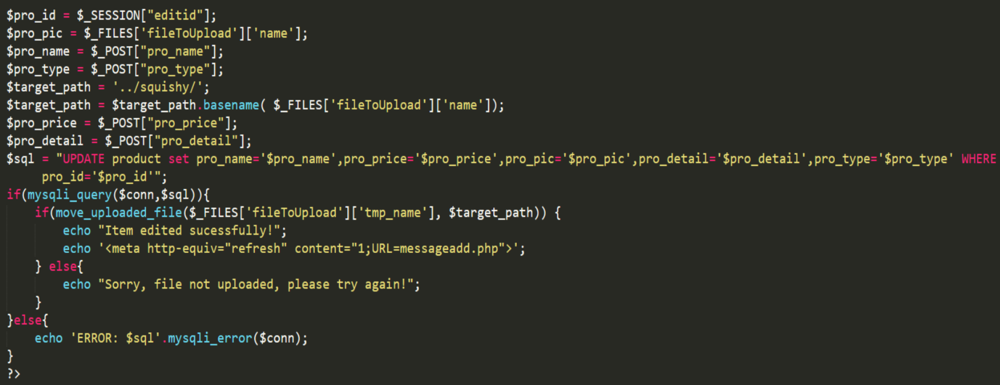 $pro_id = $_SESSION["editid"];
$pro_pic = $_FILES['fileToUpload']['name'];
$pro_name = $_POST["pro_name"];
$pro_type = $_POST["pro_type"];
$target_path = '../squishy/';
$target_path = $target_path.basename( $_FILES['fileToUpload']['name']);
$pro_price = $_POST["pro_price"];
$pro_detail = $_POST["pro_detail"];
$sql = "UPDATE product set pro_name='$pro_name',pro_price='$pro_price',pro_pic='$pro_pic',pro_detail='$pro_detail',pro_type='$pro_type' WHERE
     pro_id='$pro_id'";
if(mysqli_query($conn,$sql)){
    if(move_uploaded_file($_FILES['fileToUpload']['tmp_name'], $target_path)) {
        echo "Item edited sucessfully!";
        echo '<meta http-equiv="refresh" content="1;URL=messageadd.php">';
    } else{
        echo "Sorry, file not uploaded, please try again!";
    }
}else{
    echo 'ERROR: $sql'.mysqli_error($conn);
}
?>